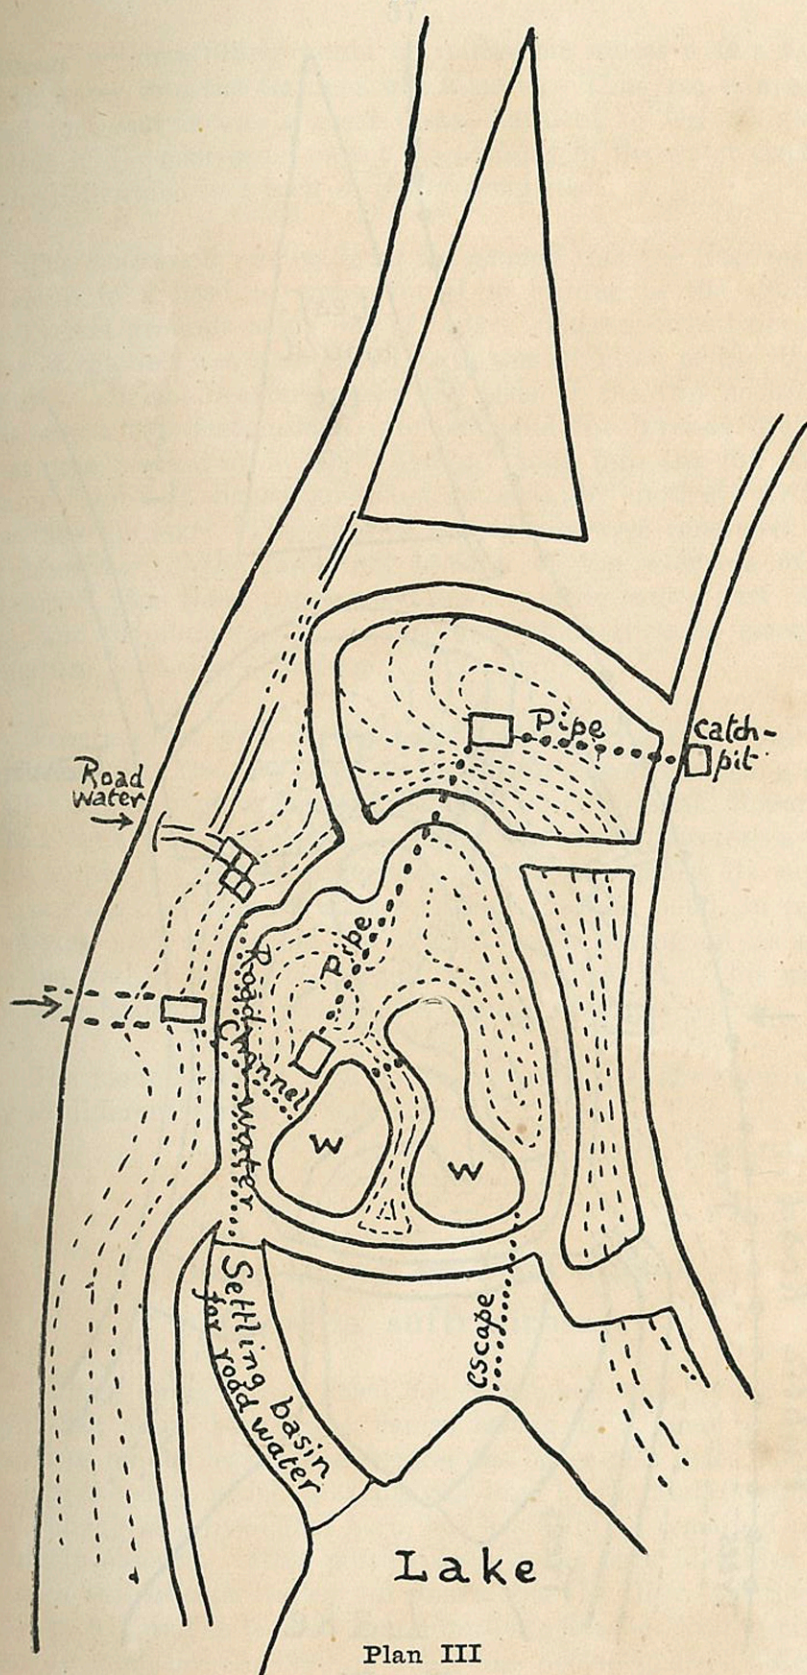 Pipe
catch-
pit
Road
Water
Pipe
Road water
Channel
W
W
Settling basin
for road water
escape
Lake
Plan III